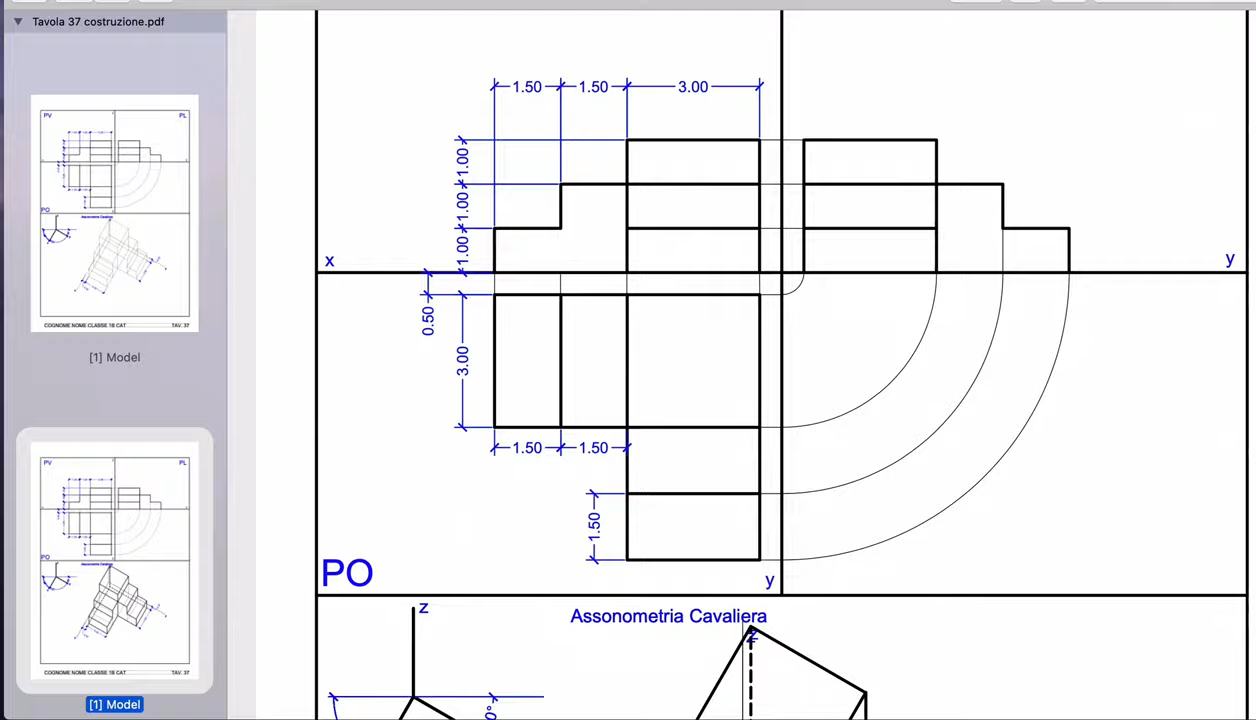 Tavola 37 costruzione.pdf
PV
PL
PO
Assonometria Cavaliera
COGNOME NOME CLASSE 1B CAT
TAV. 37
[1] Model
PV
PL
PO
Assonometria Cavaliera
COGNOME NOME CLASSE 1B CAT
TAV. 37
[1] Model
1.50
1.50
3.00
1.00
1.00
1.00
x
y
0.50
3.00
1.50
1.50
1.50
PO
y
z
Assonometria Cavaliera
z
0°